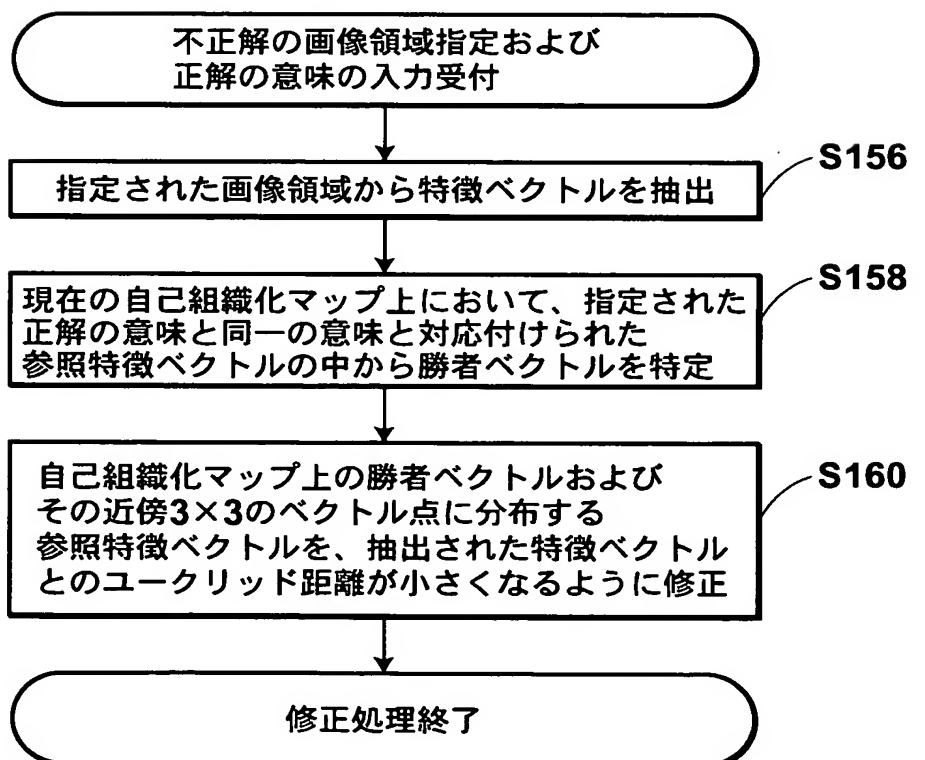 不正解の画像領域指定および
正解の意味の入力受付
S156
指定された画像領域から特徴ベクトルを抽出
S158
現在の自己組織化マップ上において、指定された
正解の意味と同一の意味と対応付けられた
参照特徴ベクトルの中から勝者ベクトルを特定
S160
自己組織化マップ上の勝者ベクトルおよび
その近傍3×3のベクトル点に分布する
参照特徴ベクトルを、抽出された特徴ベクトル
とのユークリッド距離が小さくなるように修正
修正処理終了